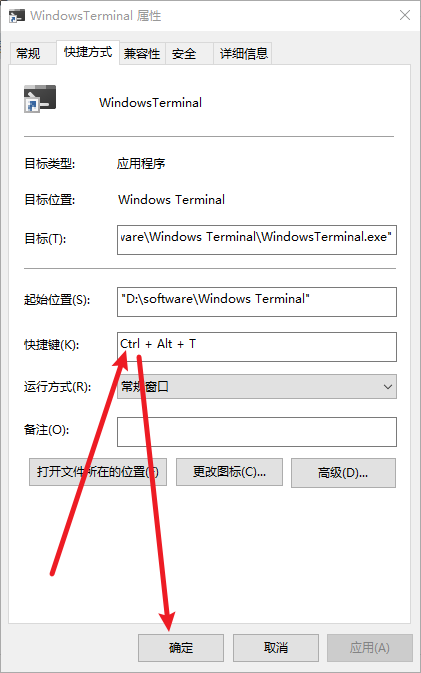 WindowsTerminal 属性
常规 快捷方式 兼容性 安全 详细信息
WindowsTerminal
目标类型: 应用程序
目标位置: Windows Terminal
目标(T): ware\Windows Terminal\WindowsTerminal.exe"
起始位置(S): "D:\software\Windows Terminal"
快捷键(K): Ctrl + Alt + T
运行方式(R): 常规窗口
备注(O):
打开文件所在的位置(F) 更改图标(C)... 高级(D)...
确定 取消 应用(A)